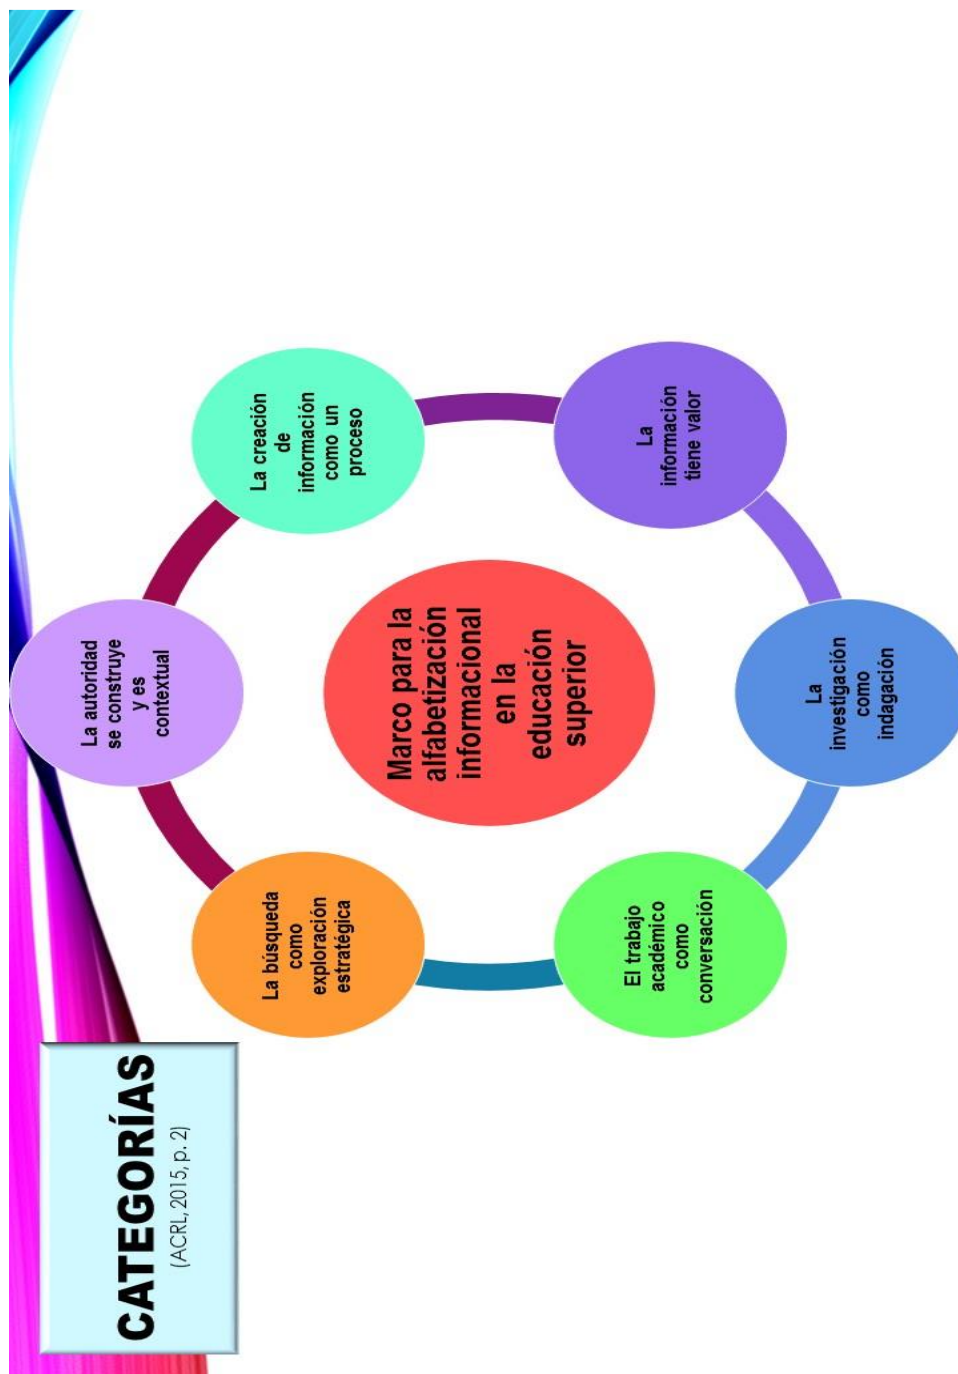 CATEGORÍAS
(ACRL, 2015, p. 2)
La autoridad
se construye
y es
contextual
La creación
de
información
como un
proceso
La
información
tiene valor
La
investigación
como
indagación
El trabajo
académico
como
conversación
La búsqueda
como
exploración
estratégica
Marco para la
alfabetización
informacional
en la
educación
superior